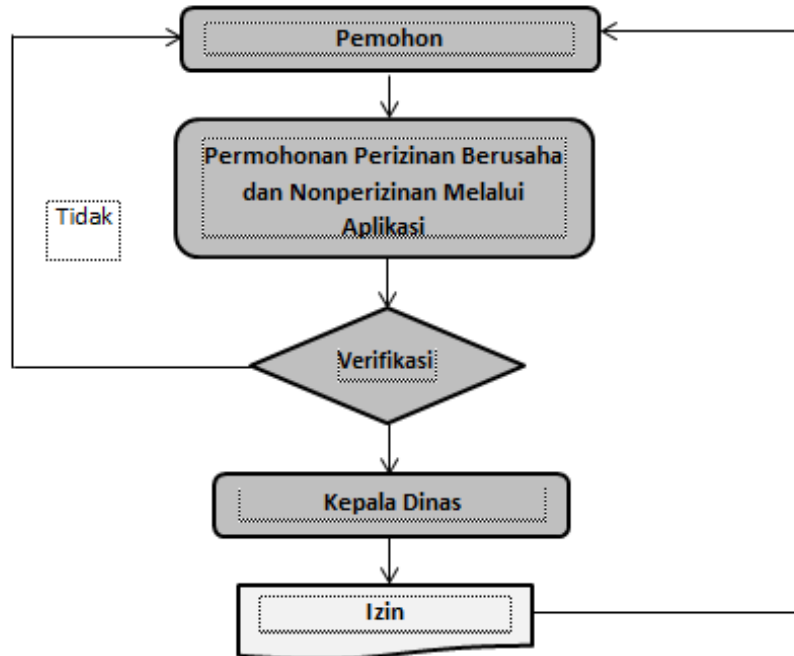 Pemohon
Permohonan Perizinan Berusaha
dan Nonperizinan Melalui
Aplikasi
Tidak
Verifikasi
Kepala Dinas
Izin